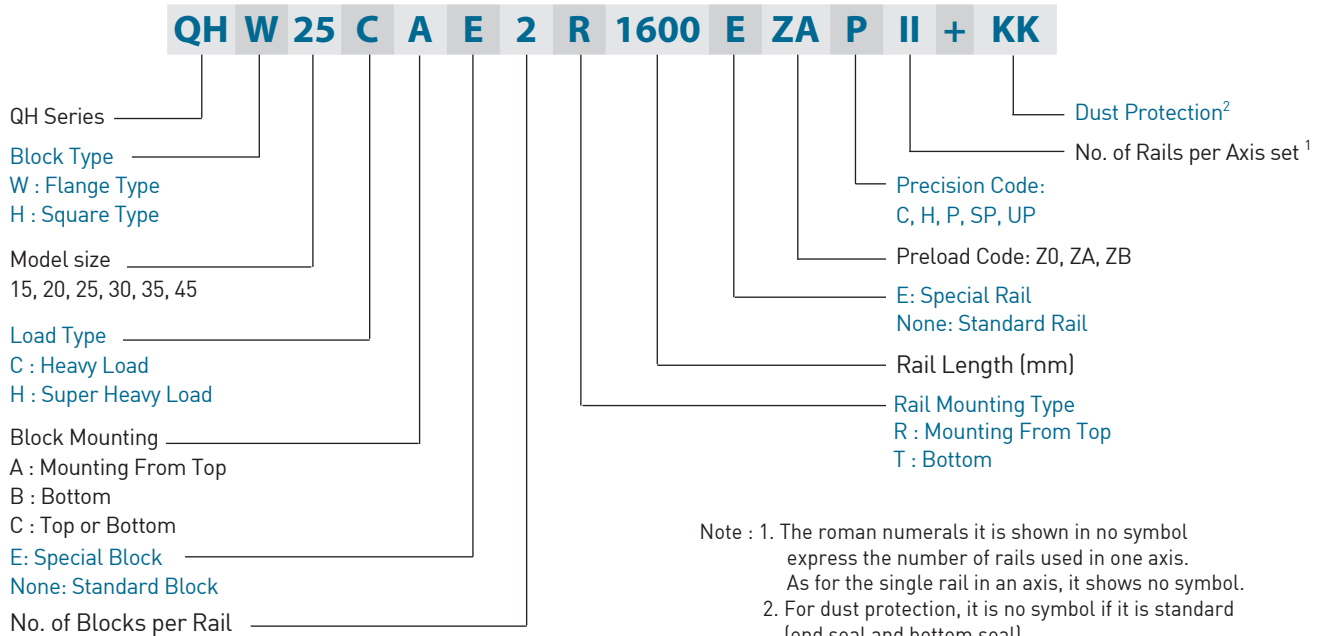 QH W 25 C A E 2 R 1600 E ZA P II + KK
QH Series
Block Type
W : Flange Type
H : Square Type
Model size
15, 20, 25, 30, 35, 45
Load Type
C : Heavy Load
H : Super Heavy Load
Block Mounting
A : Mounting From Top
B : Bottom
C : Top or Bottom
E: Special Block
None: Standard Block
No. of Blocks per Rail
Dust Protection2
No. of Rails per Axis set 1
Precision Code:
C, H, P, SP, UP
Preload Code: Z0, ZA, ZB
E: Special Rail
None: Standard Rail
Rail Length (mm)
Rail Mounting Type
R : Mounting From Top
T : Bottom
Note : 1. The roman numerals it is shown in no symbol
express the number of rails used in one axis.
As for the single rail in an axis, it shows no symbol.
2. For dust protection, it is no symbol if it is standard
(end seal and bottom seal)